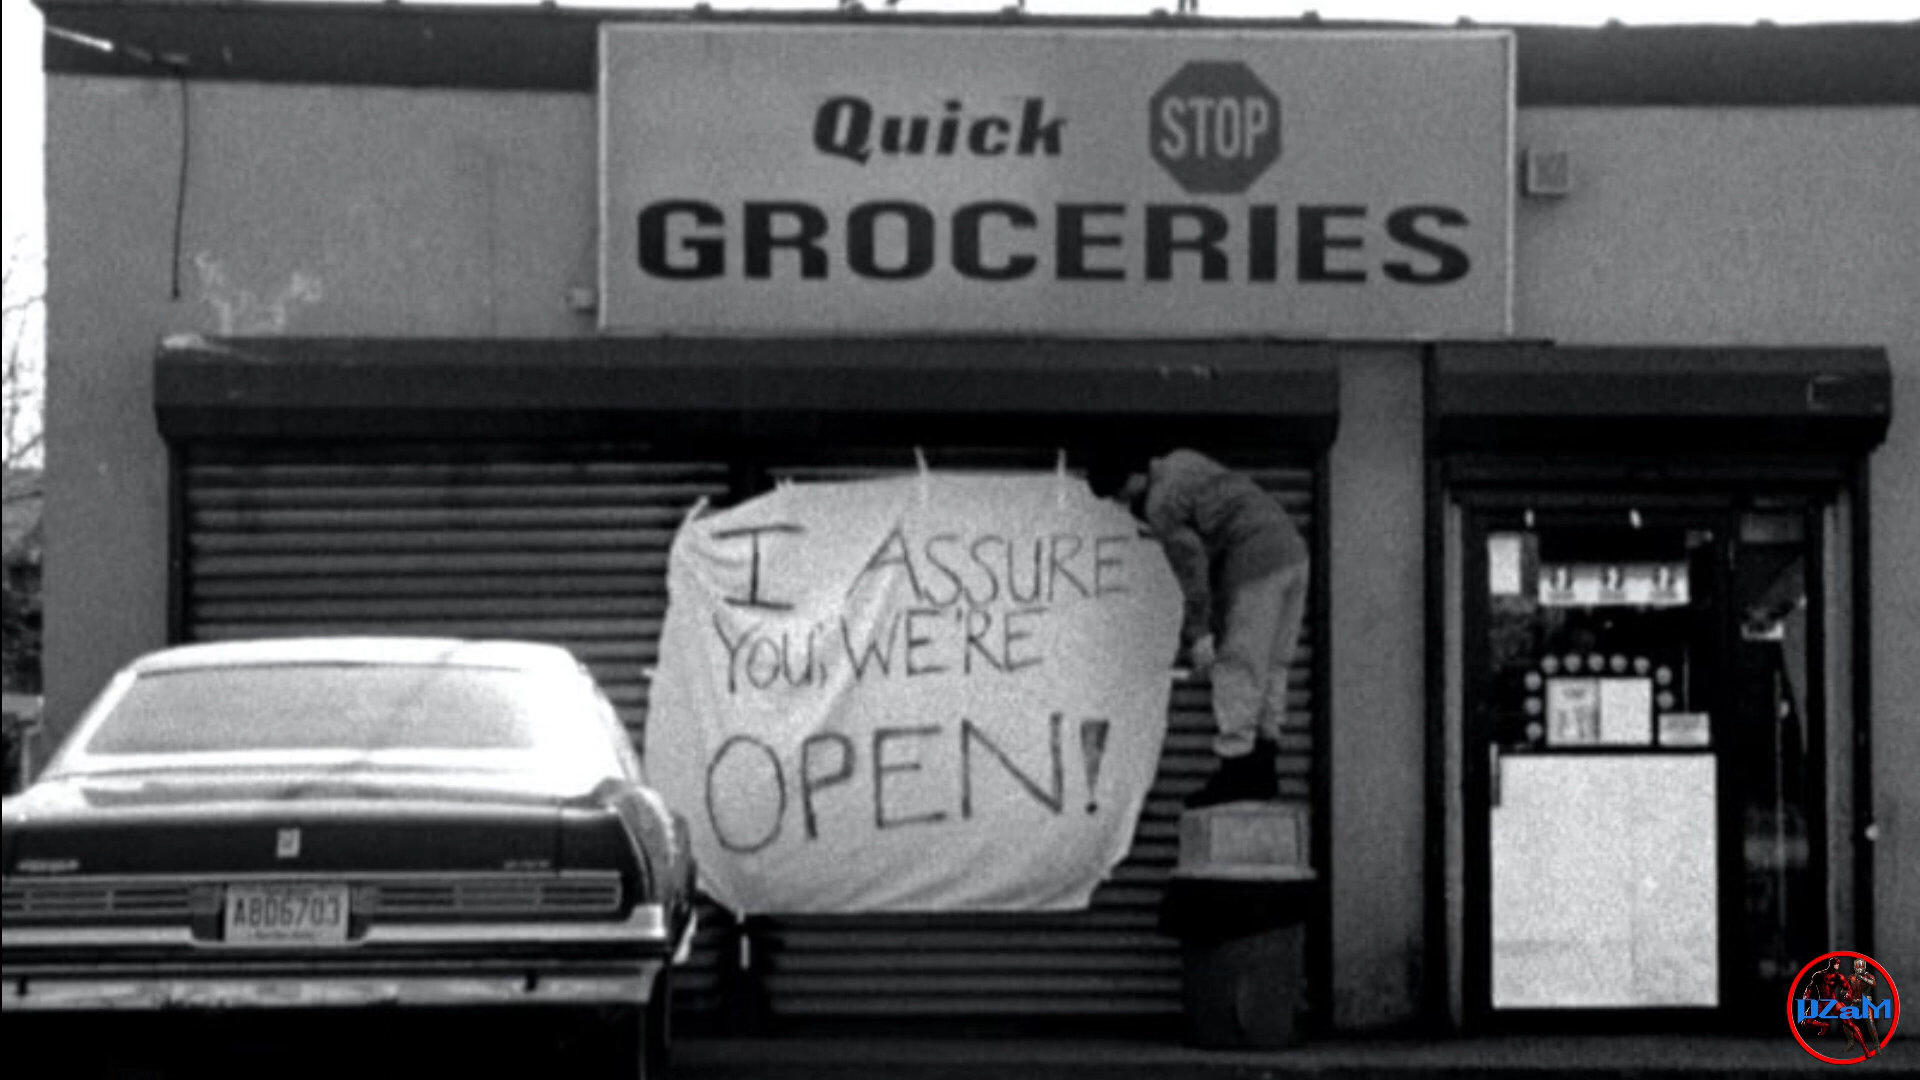 Quick STOP
GROCERIES
I ASSURE
YOU, WE'RE
OPEN!
ABD6703
DZaM